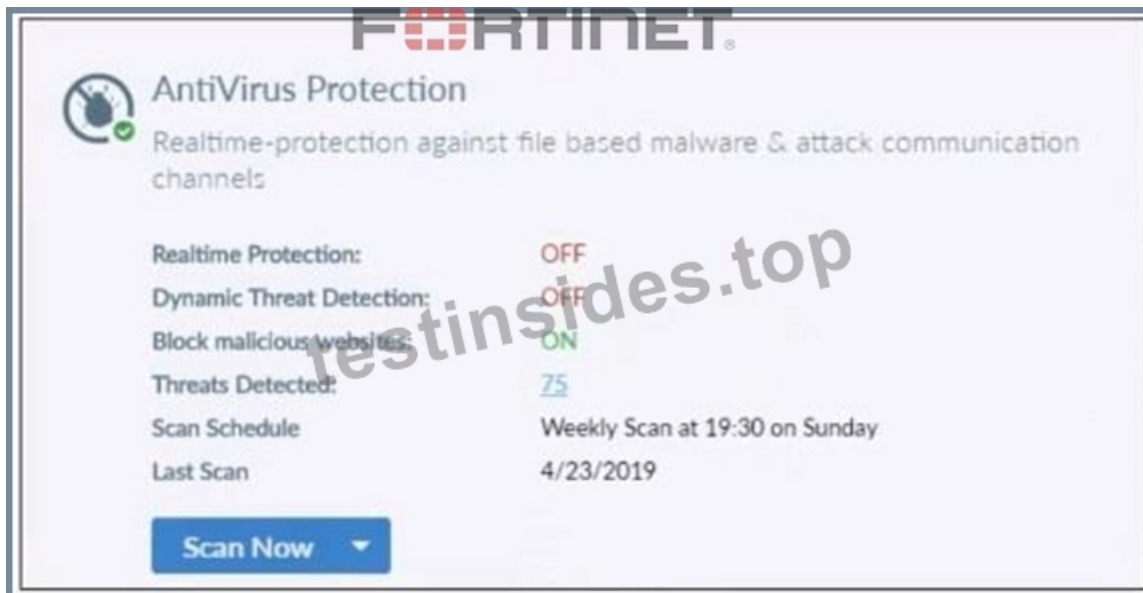 FORTINET®
AntiVirus Protection
Realtime-protection against file based malware & attack communication
channels
Realtime Protection: OFF
Dynamic Threat Detection: OFF
Block malicious websites: ON
Threats Detected: 75
Scan Schedule Weekly Scan at 19:30 on Sunday
Last Scan 4/23/2019
Scan Now
testinsides.top